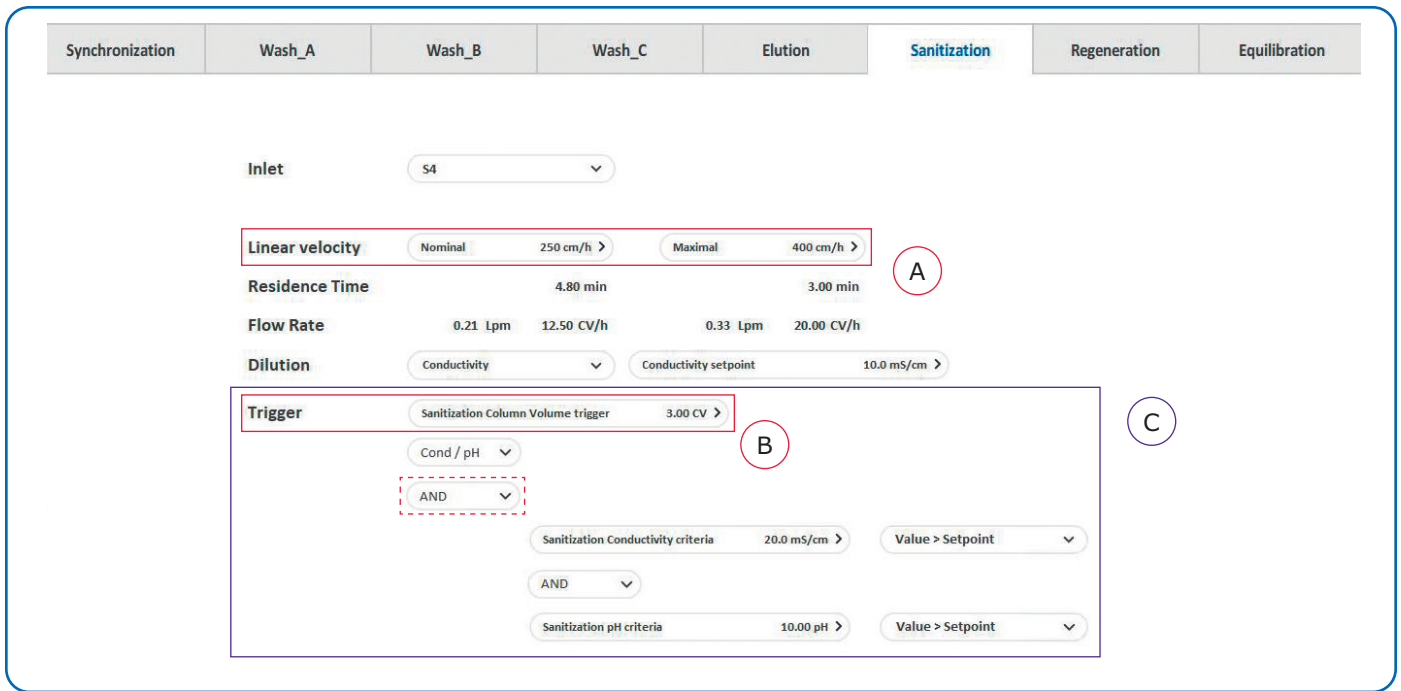 Synchronization Wash_A Wash_B Wash_C Elution Sanitization Regeneration Equilibration
Inlet S4
Linear velocity Nominal 250 cm/h Maximal 400 cm/h
A
Residence Time 4.80 min 3.00 min
Flow Rate 0.21 Lpm 12.50 CV/h 0.33 Lpm 20.00 CV/h
Dilution Conductivity Conductivity setpoint 10.0 mS/cm
Trigger Sanitization Column Volume trigger 3.00 CV
C
B
Cond / pH
AND
Sanitization Conductivity criteria 20.0 mS/cm Value > Setpoint
AND
Sanitization pH criteria 10.00 pH Value > Setpoint